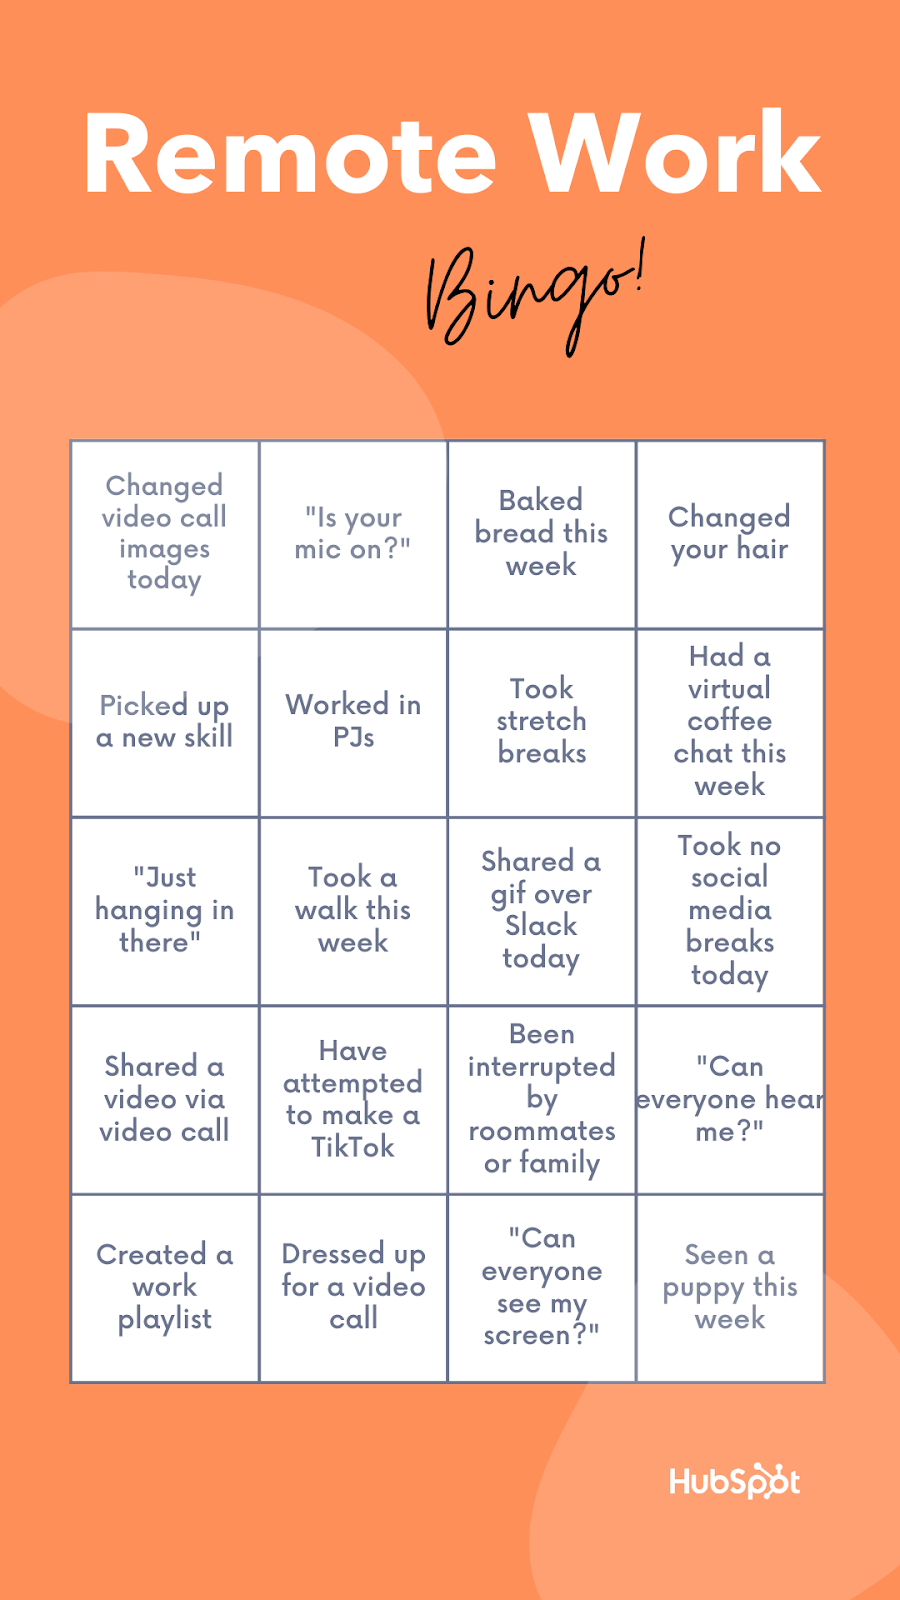 Remote Work
Bingo!
Changed
video call
images
today
"Is your
mic on?"
Baked
bread this
week
Changed
your hair
Picked up
a new skill
Worked in
PJs
Took
stretch
breaks
Had a
virtual
coffee
chat this
week
"Just
hanging in
there"
Took a
walk this
week
Shared a
gif over
Slack
today
Took no
social
media
breaks
today
Shared a
video via
video call
Have
attempted
to make a
TikTok
Been
interrupted
by
roommates
or family
"Can
everyone hear
me?"
Created a
work
playlist
Dressed up
for a video
call
"Can
everyone
see my
screen?"
Seen a
puppy this
week
HubSpot